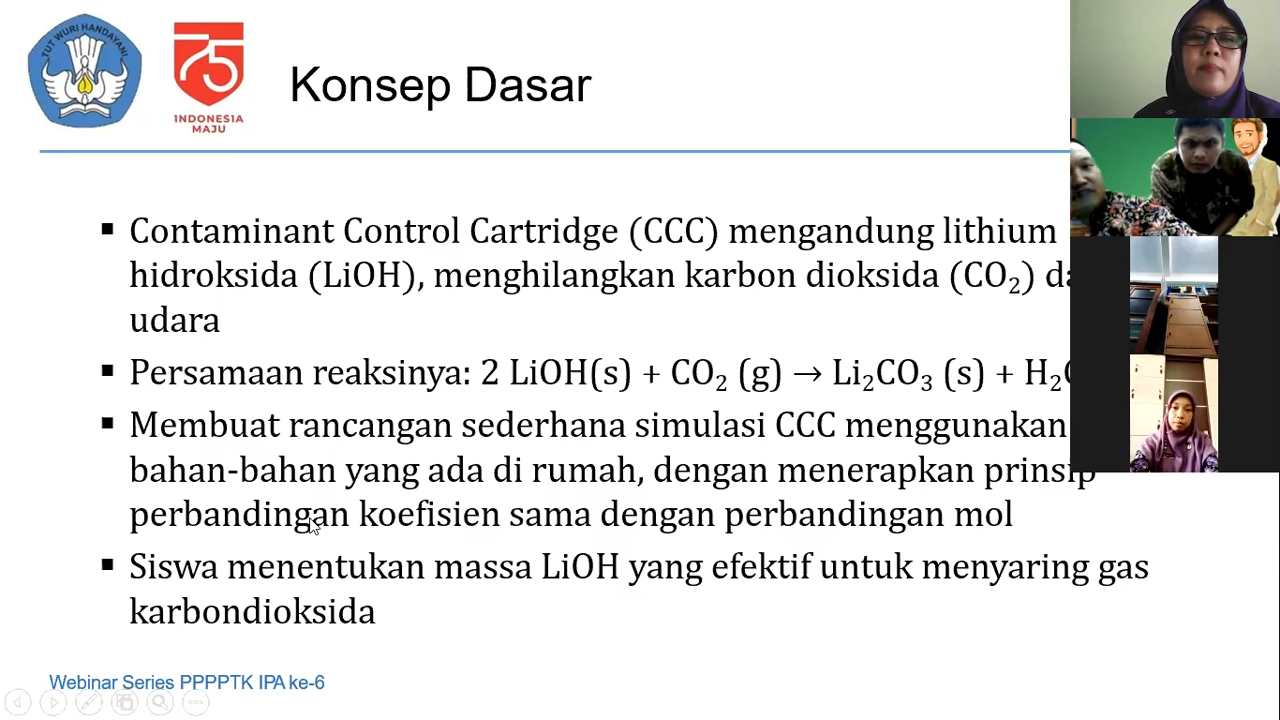 TUT WURI HANDAYANI
75
INDONESIA
MAJU
Konsep Dasar
▪ Contaminant Control Cartridge (CCC) mengandung lithium
hidroksida (LiOH), menghilangkan karbon dioksida (CO₂)
udara
▪ Persamaan reaksinya: 2 LiOH(s) + CO₂ (g) → Li₂CO₃ (s) +
▪ Membuat rancangan sederhana simulasi CCC menggunakan
bahan-bahan yang ada di rumah, dengan menerapkan prinsip
perbandingan koefisien sama dengan perbandingan mol
▪ Siswa menentukan massa LiOH yang efektif untuk menyaring gas
karbondioksida
Webinar Series PPPPTK IPA ke-6